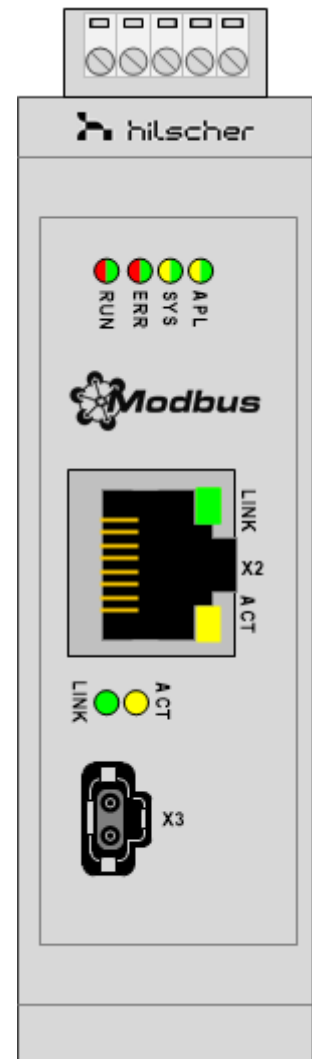 hilscher
RUN
ERR
SYS
APL
Modbus
LINK
X2
ACT
LINK
ACT
X3